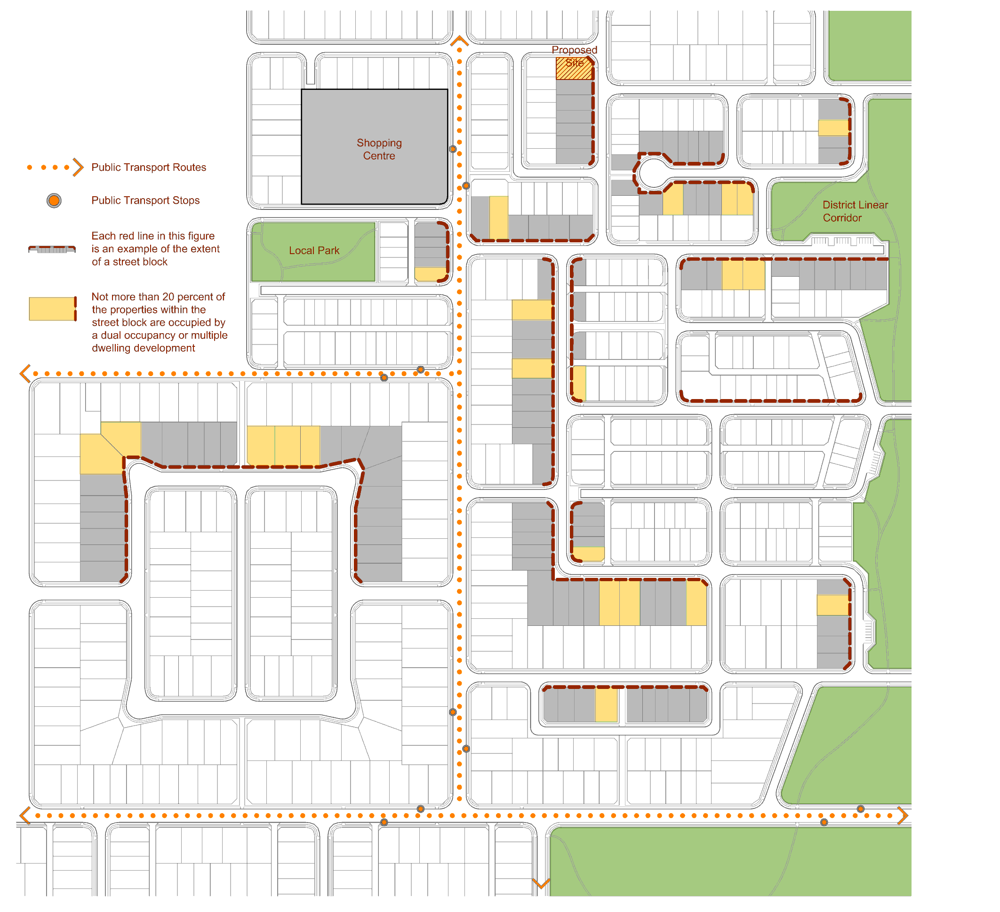 Proposed
Site
Shopping
Centre
Public Transport Routes
Public Transport Stops
District Linear
Corridor
Each red line in this figure
is an example of the extent
of a street block
Local Park
Not more than 20 percent of
the properties within the
street block are occupied by
a dual occupancy or multiple
dwelling development